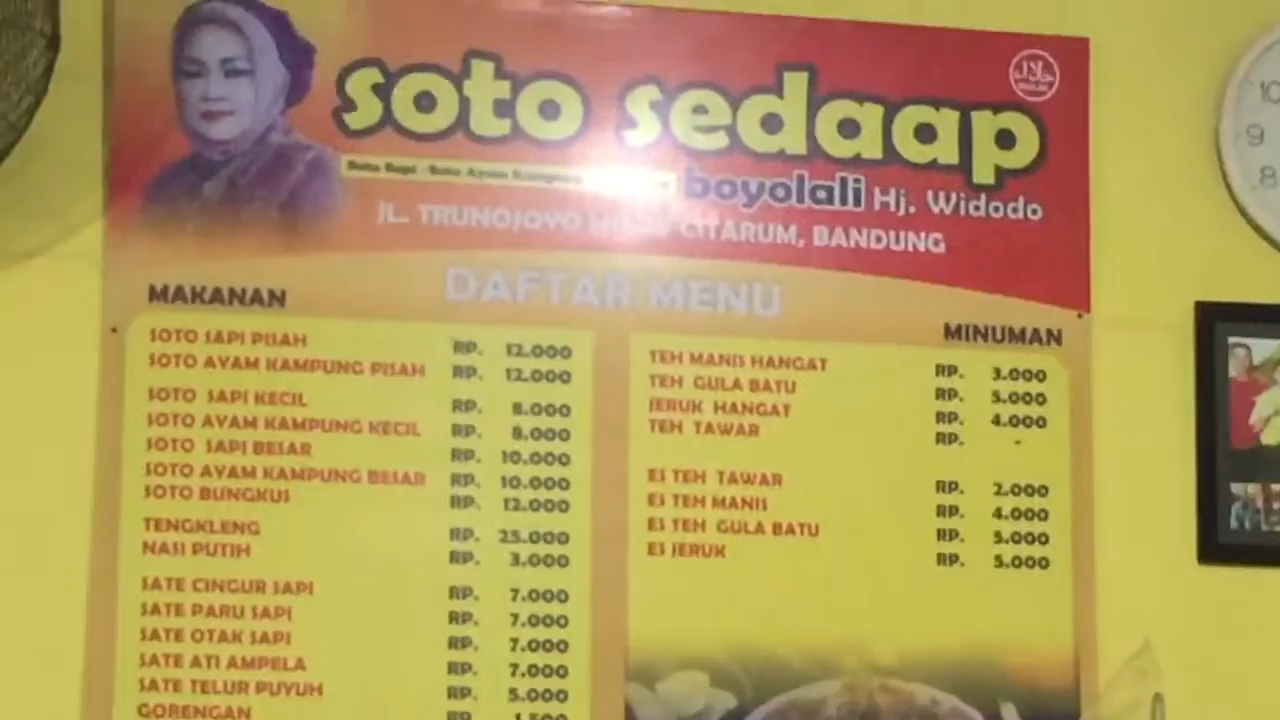 soto sedaap
حلال
boyolali Hj. Widodo
JL. TRUNOJOYO CITARUM, BANDUNG
DAFTAR MENU
MAKANAN
SOTO SAPI PISAH RP. 12.000
SOTO AYAM KAMPUNG PISAH RP. 12.000
SOTO SAPI KECIL RP. 8.000
SOTO AYAM KAMPUNG KECIL RP. 8.000
SOTO SAPI BESAR RP. 10.000
SOTO AYAM KAMPUNG BESAR RP. 10.000
SOTO BUNGKUS RP. 12.000
TENGKLENG RP. 25.000
NASI PUTIH RP. 3.000
SATE CINGUR SAPI RP. 7.000
SATE PARU SAPI RP. 7.000
SATE OTAK SAPI RP. 7.000
SATE ATI AMPELA RP. 7.000
SATE TELUR PUYUH RP. 5.000
GORENGAN RP. 1.500
MINUMAN
TEH MANIS HANGAT RP. 3.000
TEH GULA BATU RP. 5.000
JERUK HANGAT RP. 4.000
TEH TAWAR RP. -
ES TEH TAWAR RP. 2.000
ES TEH MANIS RP. 4.000
ES TEH GULA BATU RP. 5.000
ES JERUK RP. 5.000
10
9
8